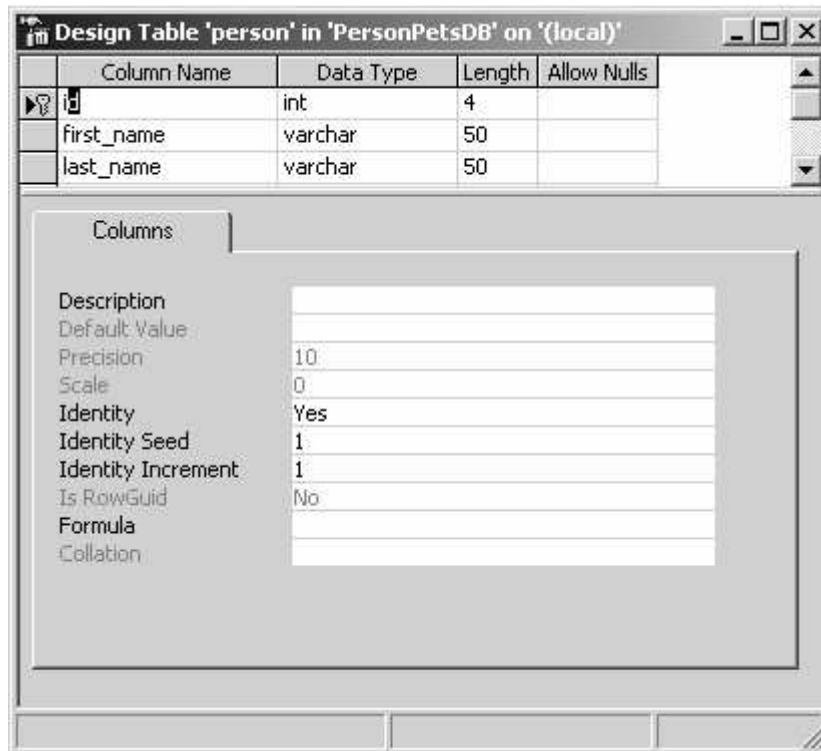 Design Table 'person' in 'PersonPetsDB' on '(local)'
Column Name Data Type Length Allow Nulls
id int 4
first_name varchar 50
last_name varchar 50
Columns
Description
Default Value
Precision 10
Scale 0
Identity Yes
Identity Seed 1
Identity Increment 1
Is RowGuid No
Formula
Collation